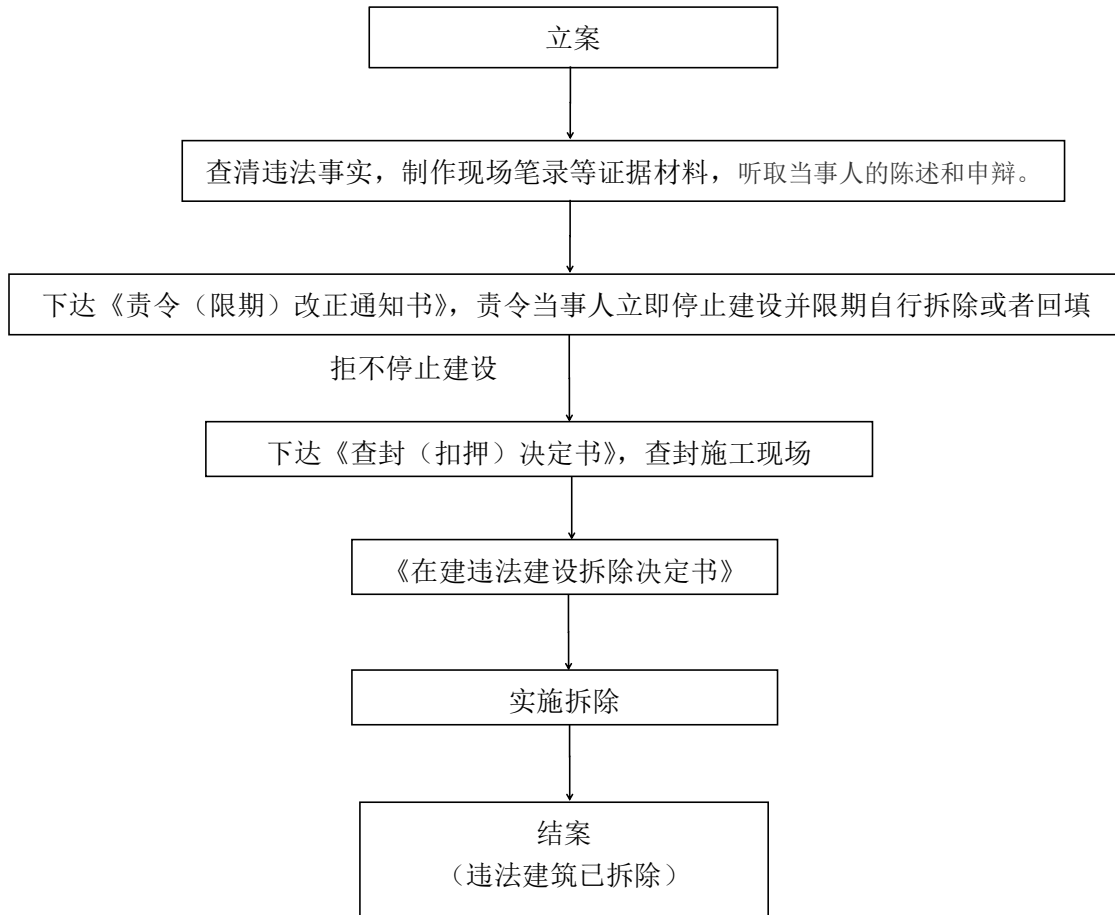 立案
查清违法事实，制作现场笔录等证据材料，听取当事人的陈述和申辩。
下达《责令（限期）改正通知书》，责令当事人立即停止建设并限期自行拆除或者回填
拒不停止建设
下达《查封（扣押）决定书》，查封施工现场
《在建违法建设拆除决定书》
实施拆除
结案
（违法建筑已拆除）